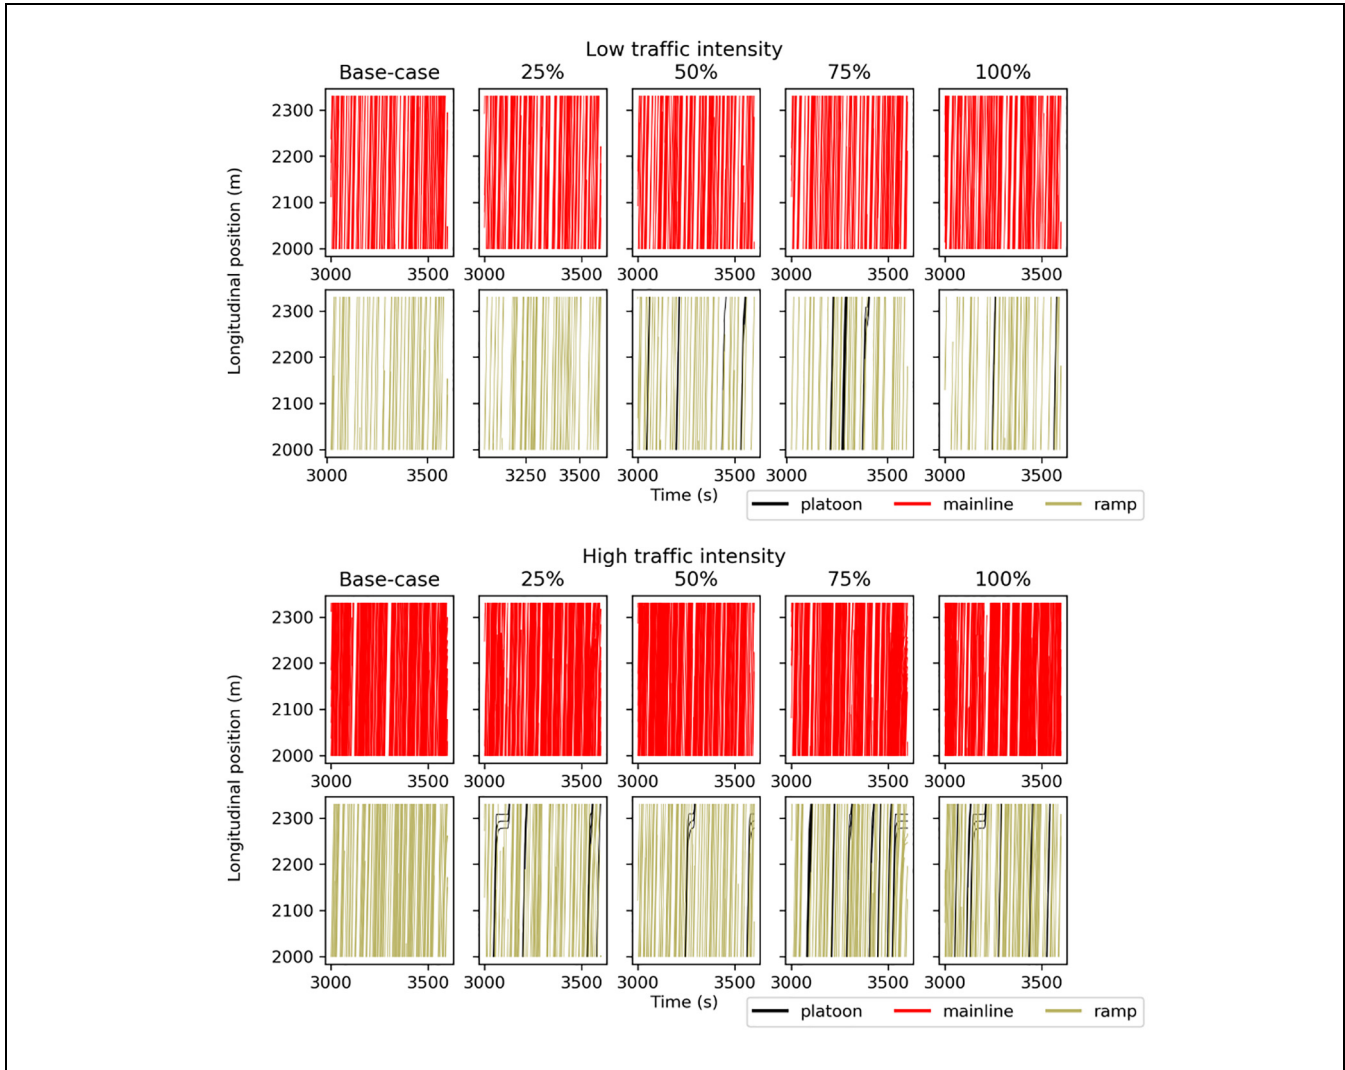 Low traffic intensity
Base-case 25% 50% 75% 100%
Longitudinal position (m)
2300
2200
2100
2000
3000 3500 3000 3500 3000 3500 3000 3500 3000 3500
2300
2200
2100
2000
3000 3500 3250 3500 3000 3500 3000 3500 3000 3500
Time (s)
platoon mainline ramp
High traffic intensity
Base-case 25% 50% 75% 100%
Longitudinal position (m)
2300
2200
2100
2000
3000 3500 3000 3500 3000 3500 3000 3500 3000 3500
2300
2200
2100
2000
3000 3500 3000 3500 3000 3500 3000 3500 3000 3500
Time (s)
platoon mainline ramp